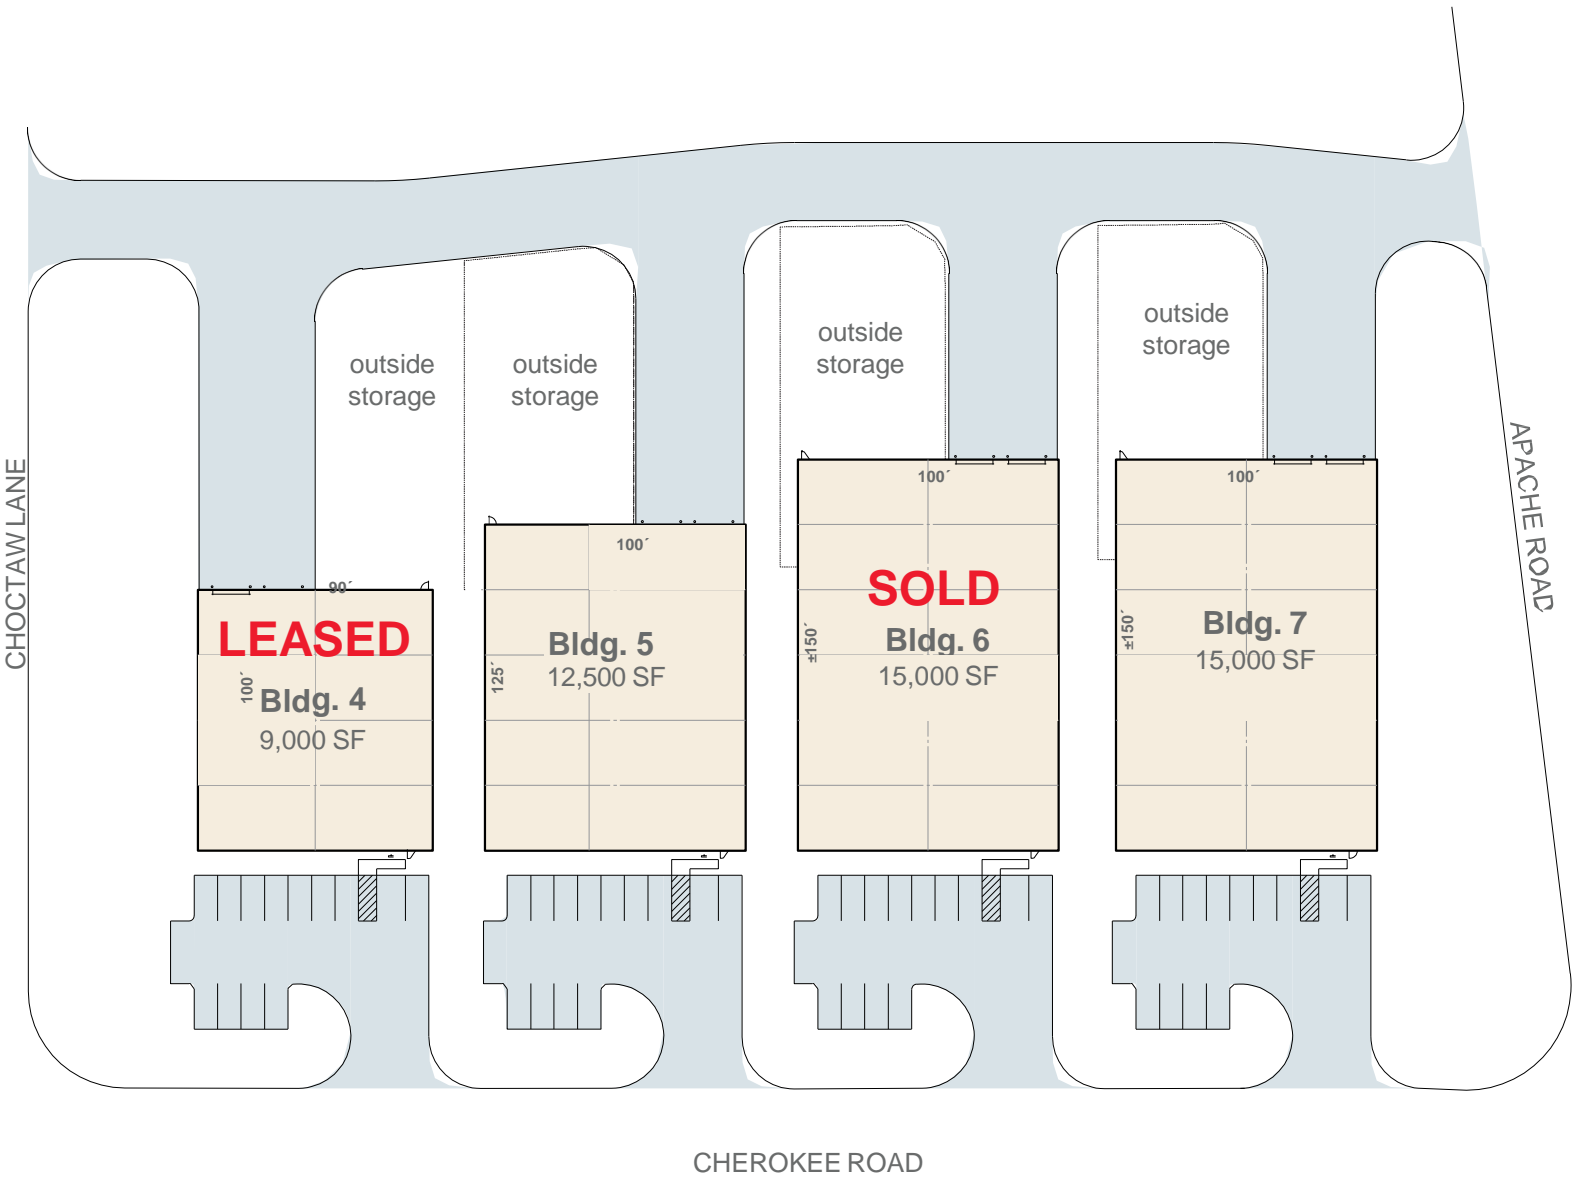 outside
storage
outside
storage
outside
storage
outside
storage
CHOCTAW LANE
APACHE ROAD
90´
LEASED
100´
Bldg. 4
9,000 SF
100´
125´
Bldg. 5
12,500 SF
100´
SOLD
±150´
Bldg. 6
15,000 SF
100´
±150´
Bldg. 7
15,000 SF
CHEROKEE ROAD